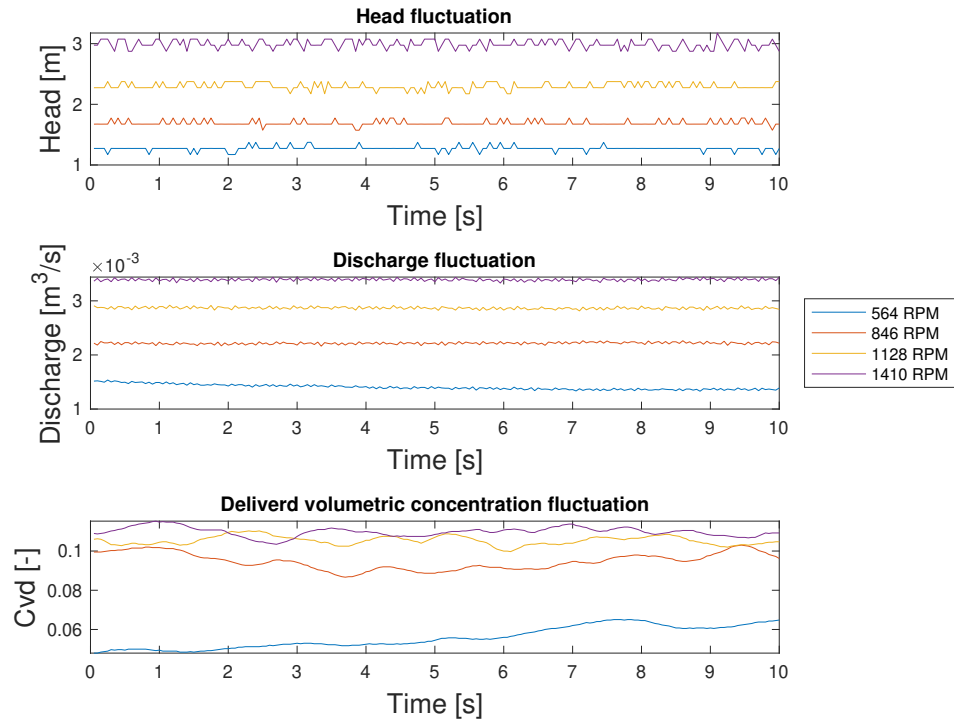 Head fluctuation
3
2
1
Head [m]
0 1 2 3 4 5 6 7 8 9 10
Time [s]
×10⁻³
Discharge fluctuation
3
2
1
Discharge [m³/s]
0 1 2 3 4 5 6 7 8 9 10
Time [s]
564 RPM
846 RPM
1128 RPM
1410 RPM
Deliverd volumetric concentration fluctuation
0.1
0.08
0.06
Cvd [-]
0 1 2 3 4 5 6 7 8 9 10
Time [s]